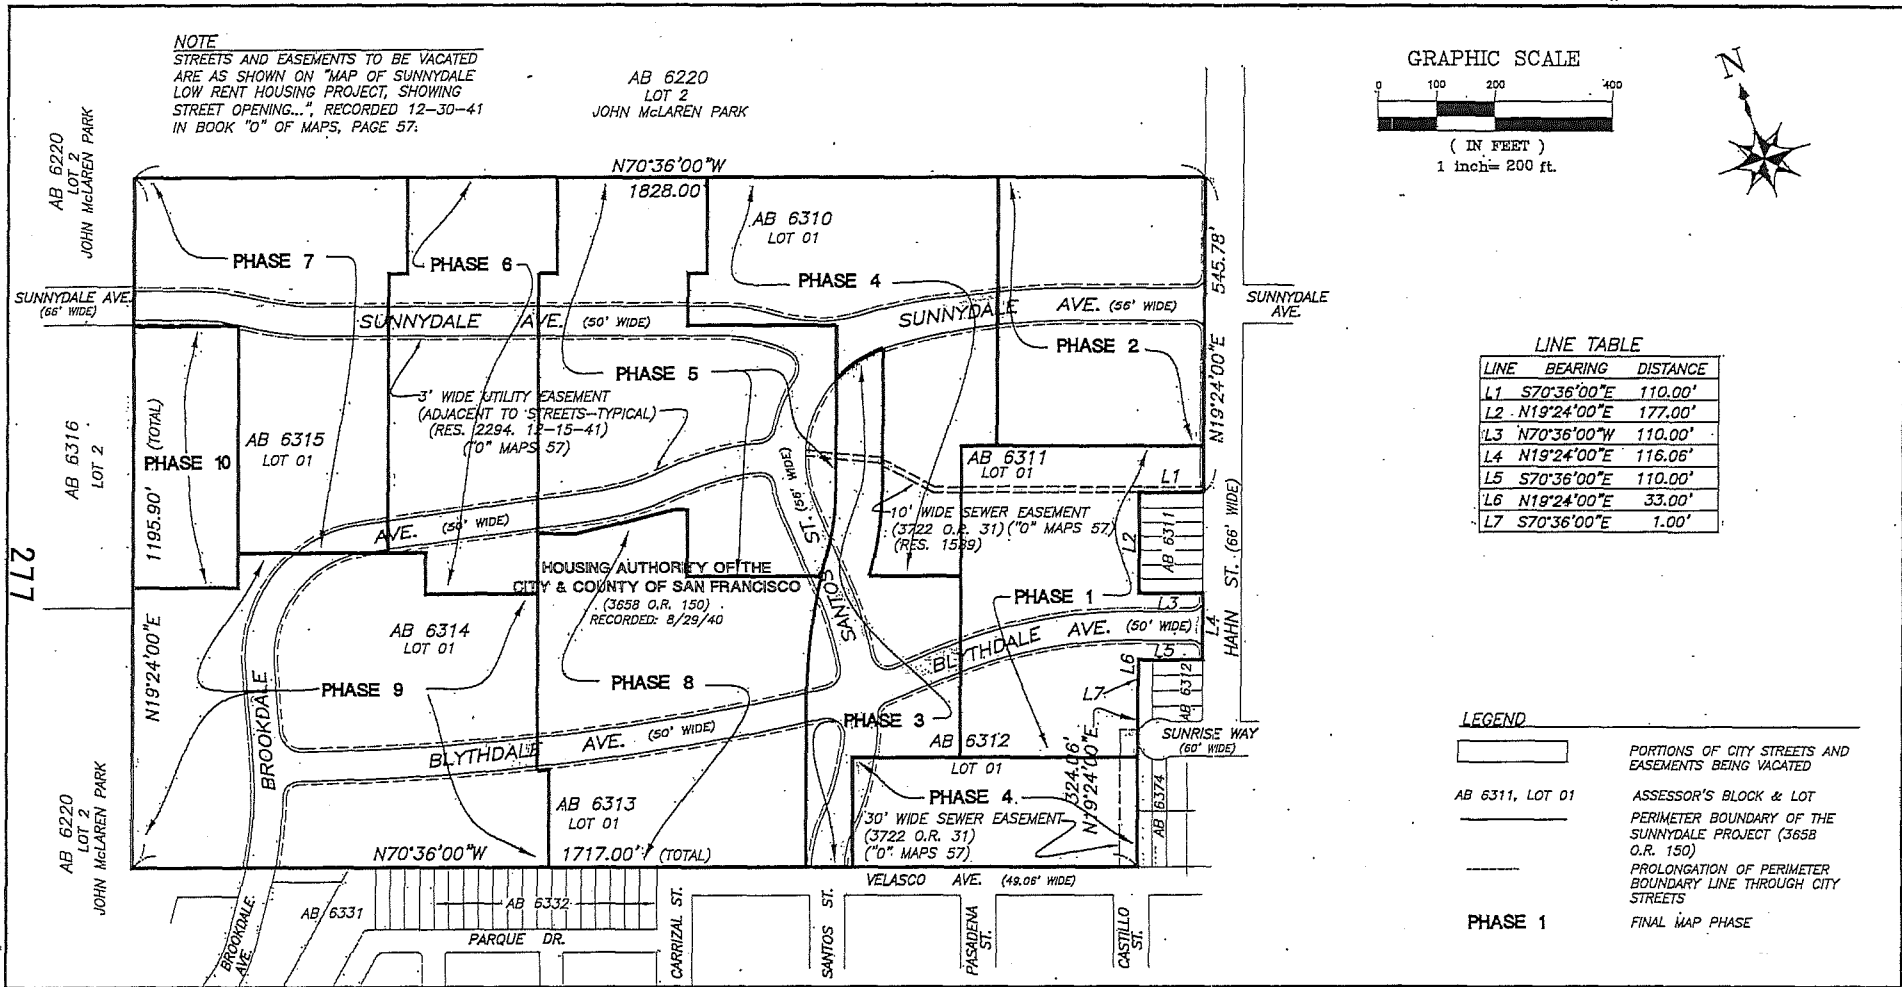 NOTE
STREETS AND EASEMENTS TO BE VACATED
ARE AS SHOWN ON "MAP OF SUNNYDALE
LOW RENT HOUSING PROJECT, SHOWING
STREET OPENING...", RECORDED 12-30-41
IN BOOK "O" OF MAPS, PAGE 57.
AB 6220
LOT 2
JOHN McLAREN PARK
AB 6220
LOT 2
JOHN McLAREN PARK
GRAPHIC SCALE
0 100 200 400
( IN FEET )
1 inch= 200 ft.
N
N70°36'00"W
1828.00'
AB 6310
LOT 01
PHASE 7
PHASE 6
PHASE 4
545.78'
N19°24'00"E
SUNNYDALE AVE.
(66' WIDE)
SUNNYDALE AVE. (50' WIDE)
SUNNYDALE AVE. (56' WIDE)
SUNNYDALE
AVE.
PHASE 2
PHASE 5
3' WIDE UTILITY EASEMENT
(ADJACENT TO STREETS-TYPICAL)
(RES. 2294. 12-15-41)
("O" MAPS 57)
LINE TABLE
LINE BEARING DISTANCE
L1 S70°36'00"E 110.00'
L2 N19°24'00"E 177.00'
L3 N70°36'00"W 110.00'
L4 N19°24'00"E 116.06'
L5 S70°36'00"E 110.00'
L6 N19°24'00"E 33.00'
L7 S70°36'00"E 1.00'
AB 6316
LOT 2
1195.90' (TOTAL)
N19°24'00"E
PHASE 10
AB 6315
LOT 01
AB 6311
LOT 01
L1
10' WIDE SEWER EASEMENT
(3722 O.R. 31) ("O" MAPS 57)
(RES. 1589)
L2
AB 6311
HAHN ST. (66' WIDE)
AVE. (50' WIDE)
SANTOS ST. (56' WIDE)
HOUSING AUTHORITY OF THE
CITY & COUNTY OF SAN FRANCISCO
(3658 O.R. 150)
RECORDED: 8/29/40
277
PHASE 1
L3
L4
BLYTHDALE AVE. (50' WIDE)
L5
L6
AB 6312
L7
AB 6314
LOT 01
PHASE 9
PHASE 8
PHASE 3
BROOKDALE
BLYTHDALE AVE. (50' WIDE)
AB 6312
LOT 01
324.06'
N19°24'00"E
SUNRISE WAY
(60' WIDE)
AB 6374
AB 6220
LOT 2
JOHN McLAREN PARK
AB 6313
LOT 01
PHASE 4
30' WIDE SEWER EASEMENT
(3722 O.R. 31)
("O" MAPS 57)
N70°36'00"W 1717.00' (TOTAL)
VELASCO AVE. (49.06' WIDE)
AB 6331
AB 6332
PARQUE DR.
BROOKDALE
AVE.
CARRIZAL ST.
SANTOS ST.
PASADENA
ST.
CASTILLO
ST.
LEGEND
PORTIONS OF CITY STREETS AND
EASEMENTS BEING VACATED
AB 6311, LOT 01 ASSESSOR'S BLOCK & LOT
PERIMETER BOUNDARY OF THE
SUNNYDALE PROJECT (3658
O.R. 150)
PROLONGATION OF PERIMETER
BOUNDARY LINE THROUGH CITY
STREETS
PHASE 1 FINAL MAP PHASE